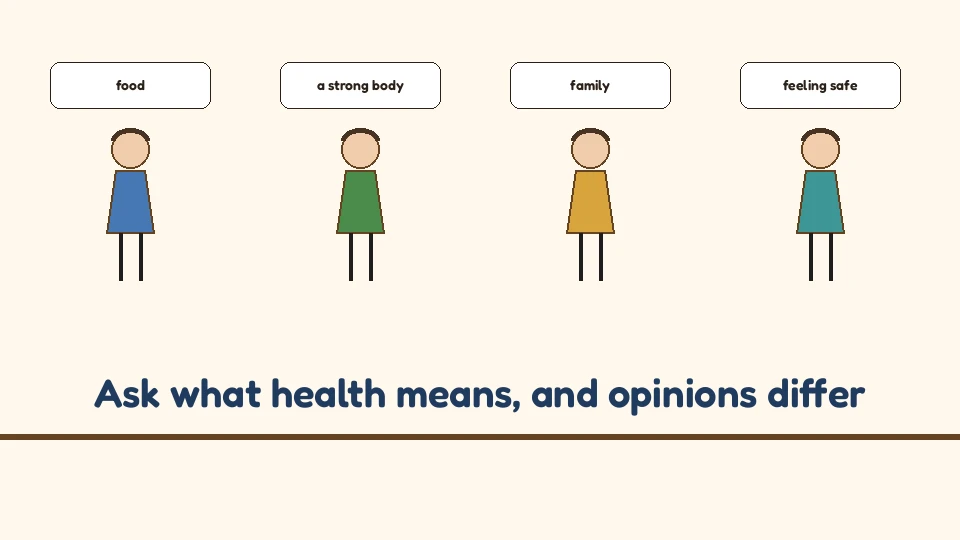 food
a strong body
family
feeling safe
Ask what health means, and opinions differ